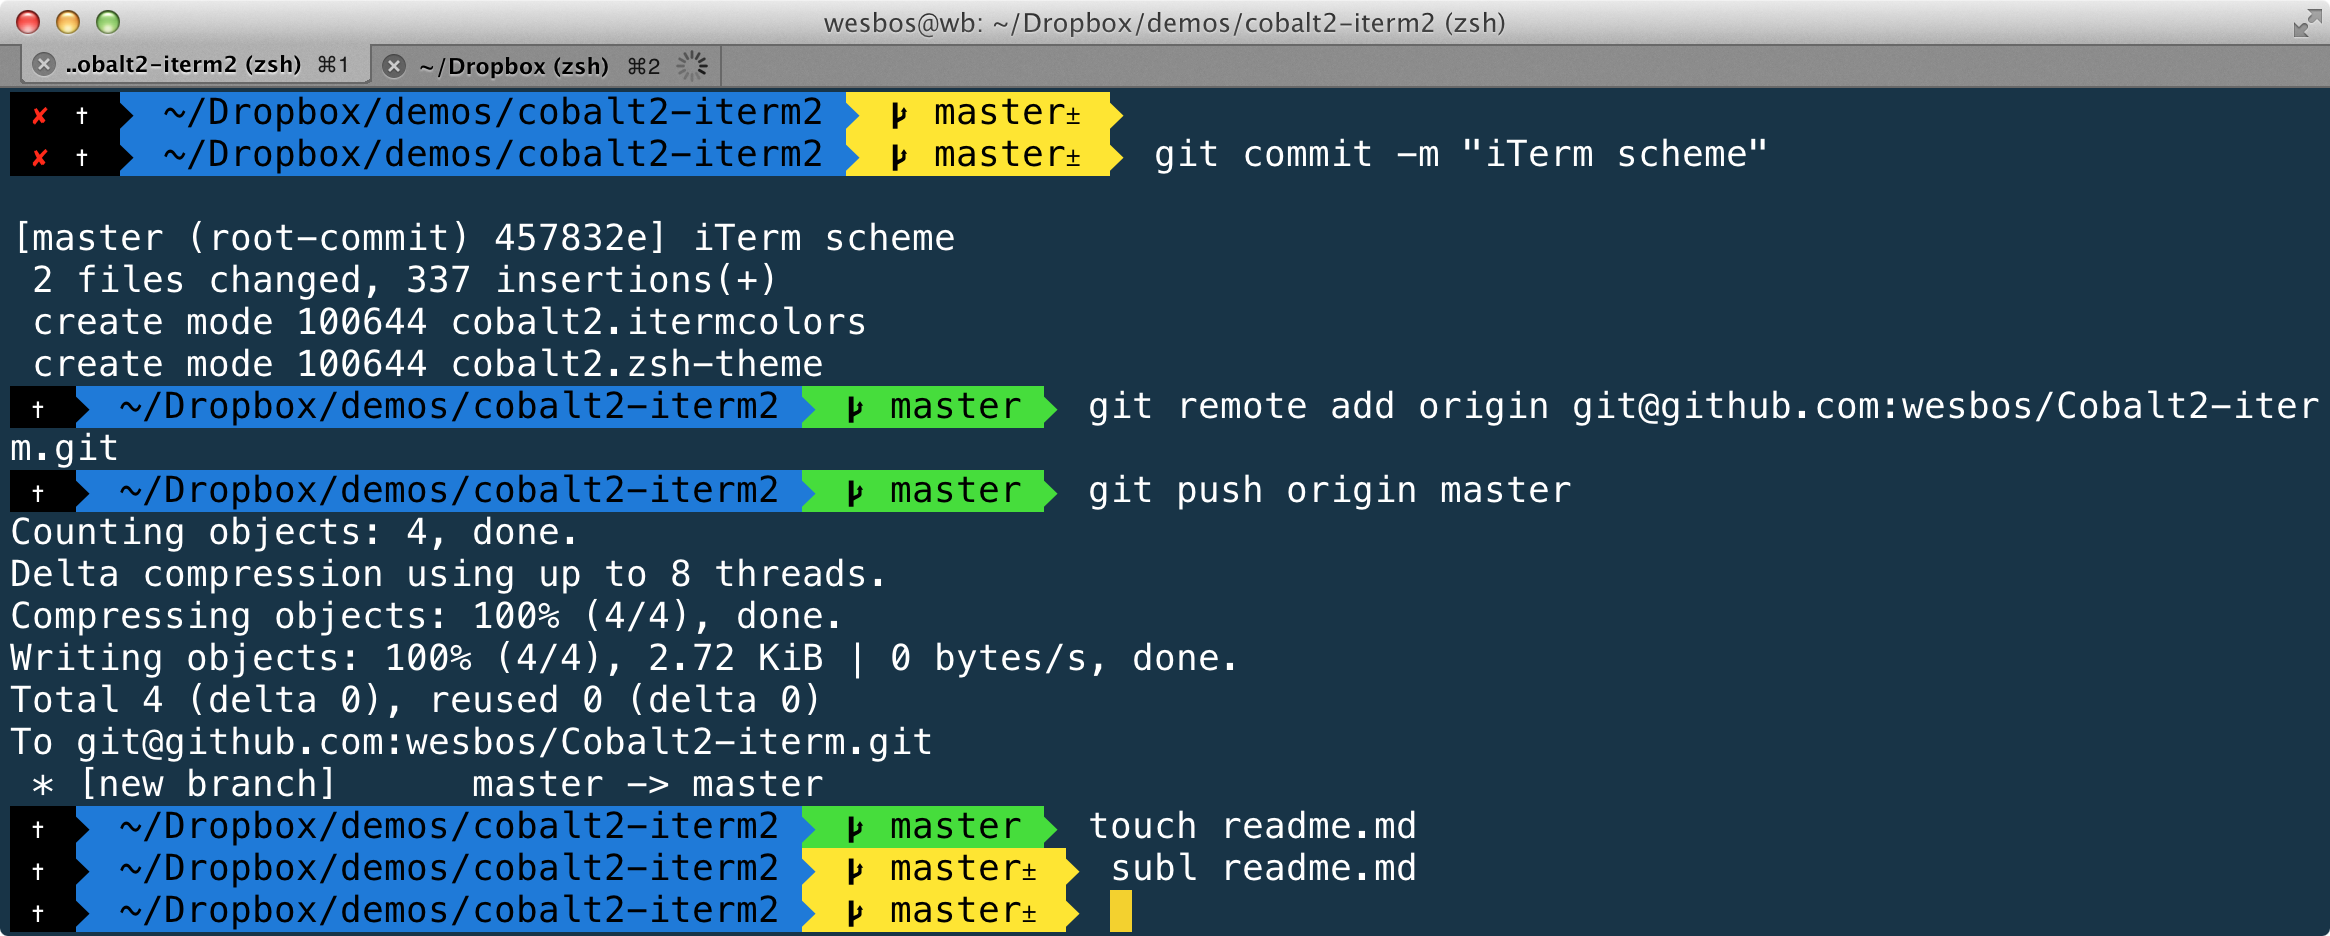 wesbos@wb: ~/Dropbox/demos/cobalt2-iterm2 (zsh)
..obalt2-iterm2 (zsh) ⌘1 ~/Dropbox (zsh) ⌘2
✘ † ~/Dropbox/demos/cobalt2-iterm2 master±
✘ † ~/Dropbox/demos/cobalt2-iterm2 master± git commit -m "iTerm scheme"
[master (root-commit) 457832e] iTerm scheme
2 files changed, 337 insertions(+)
create mode 100644 cobalt2.itermcolors
create mode 100644 cobalt2.zsh-theme
† ~/Dropbox/demos/cobalt2-iterm2 master git remote add origin git@github.com:wesbos/Cobalt2-iter
m.git
† ~/Dropbox/demos/cobalt2-iterm2 master git push origin master
Counting objects: 4, done.
Delta compression using up to 8 threads.
Compressing objects: 100% (4/4), done.
Writing objects: 100% (4/4), 2.72 KiB | 0 bytes/s, done.
Total 4 (delta 0), reused 0 (delta 0)
To git@github.com:wesbos/Cobalt2-iterm.git
* [new branch]      master -> master
† ~/Dropbox/demos/cobalt2-iterm2 master touch readme.md
† ~/Dropbox/demos/cobalt2-iterm2 master± subl readme.md
† ~/Dropbox/demos/cobalt2-iterm2 master±